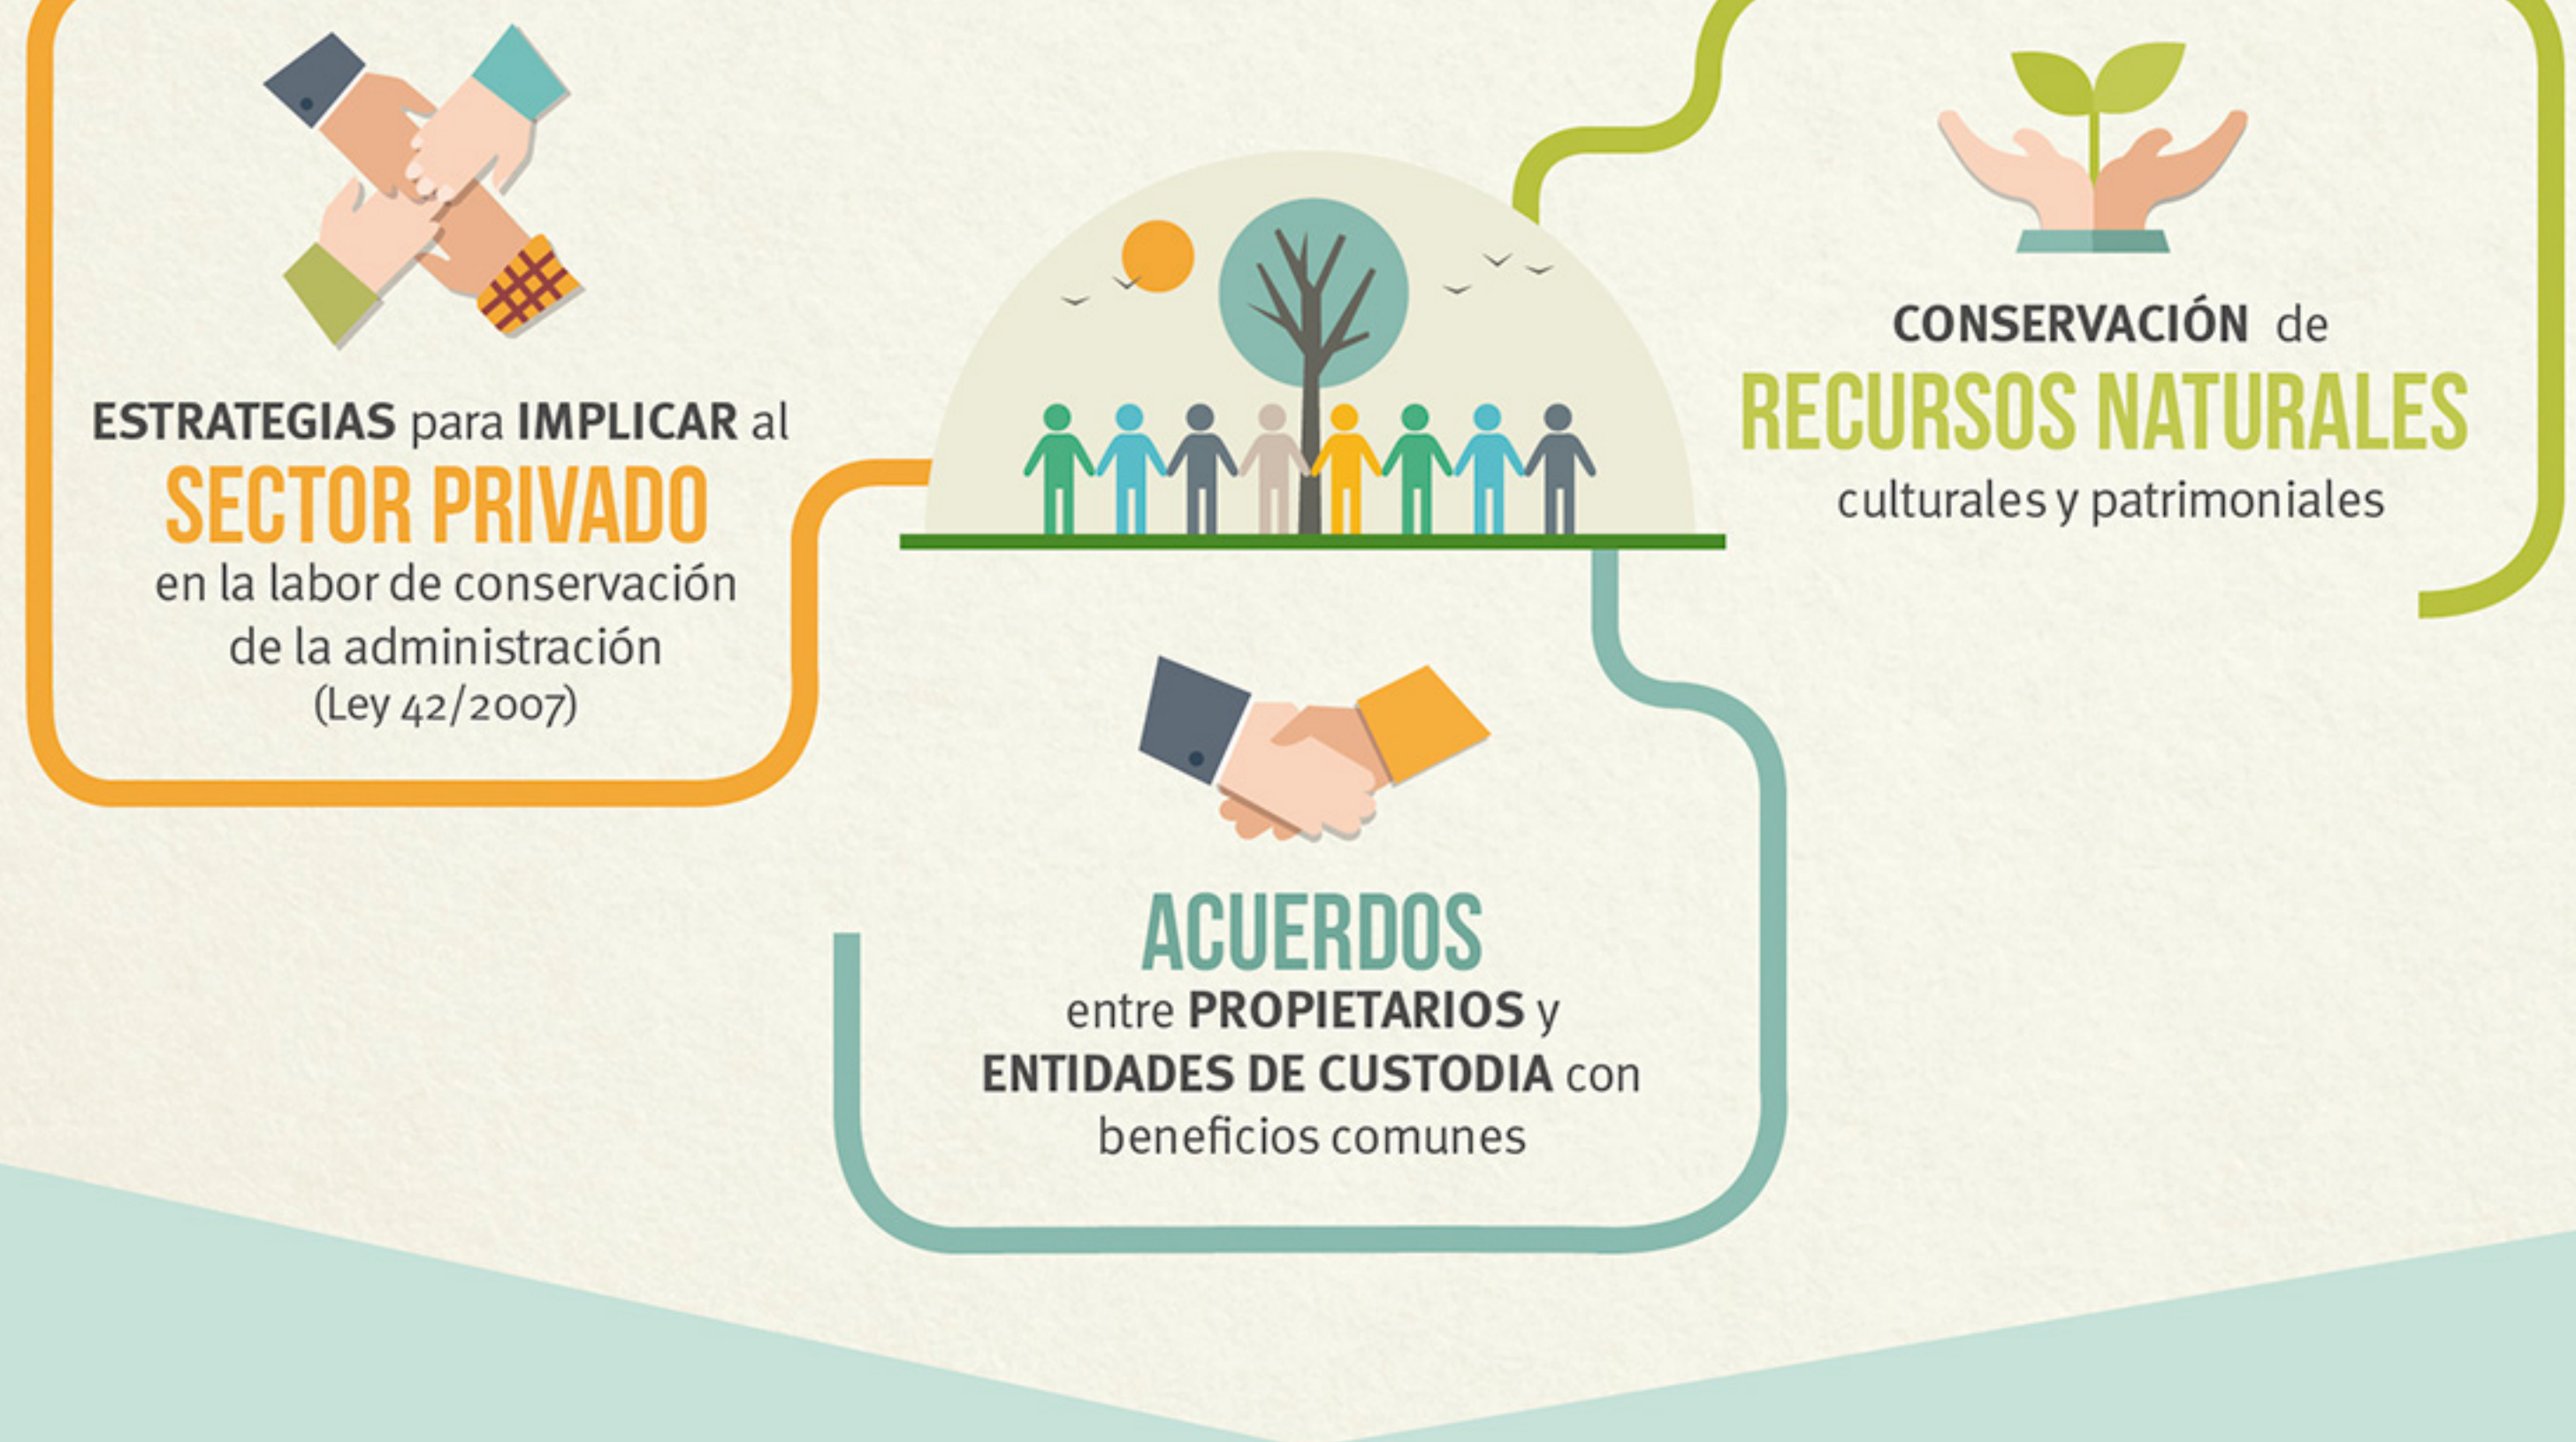 ESTRATEGIAS para IMPLICAR al
SECTOR PRIVADO
en la labor de conservación
de la administración
(Ley 42/2007)
CONSERVACIÓN de
RECURSOS NATURALES
culturales y patrimoniales
ACUERDOS
entre PROPIETARIOS y
ENTIDADES DE CUSTODIA con
beneficios comunes